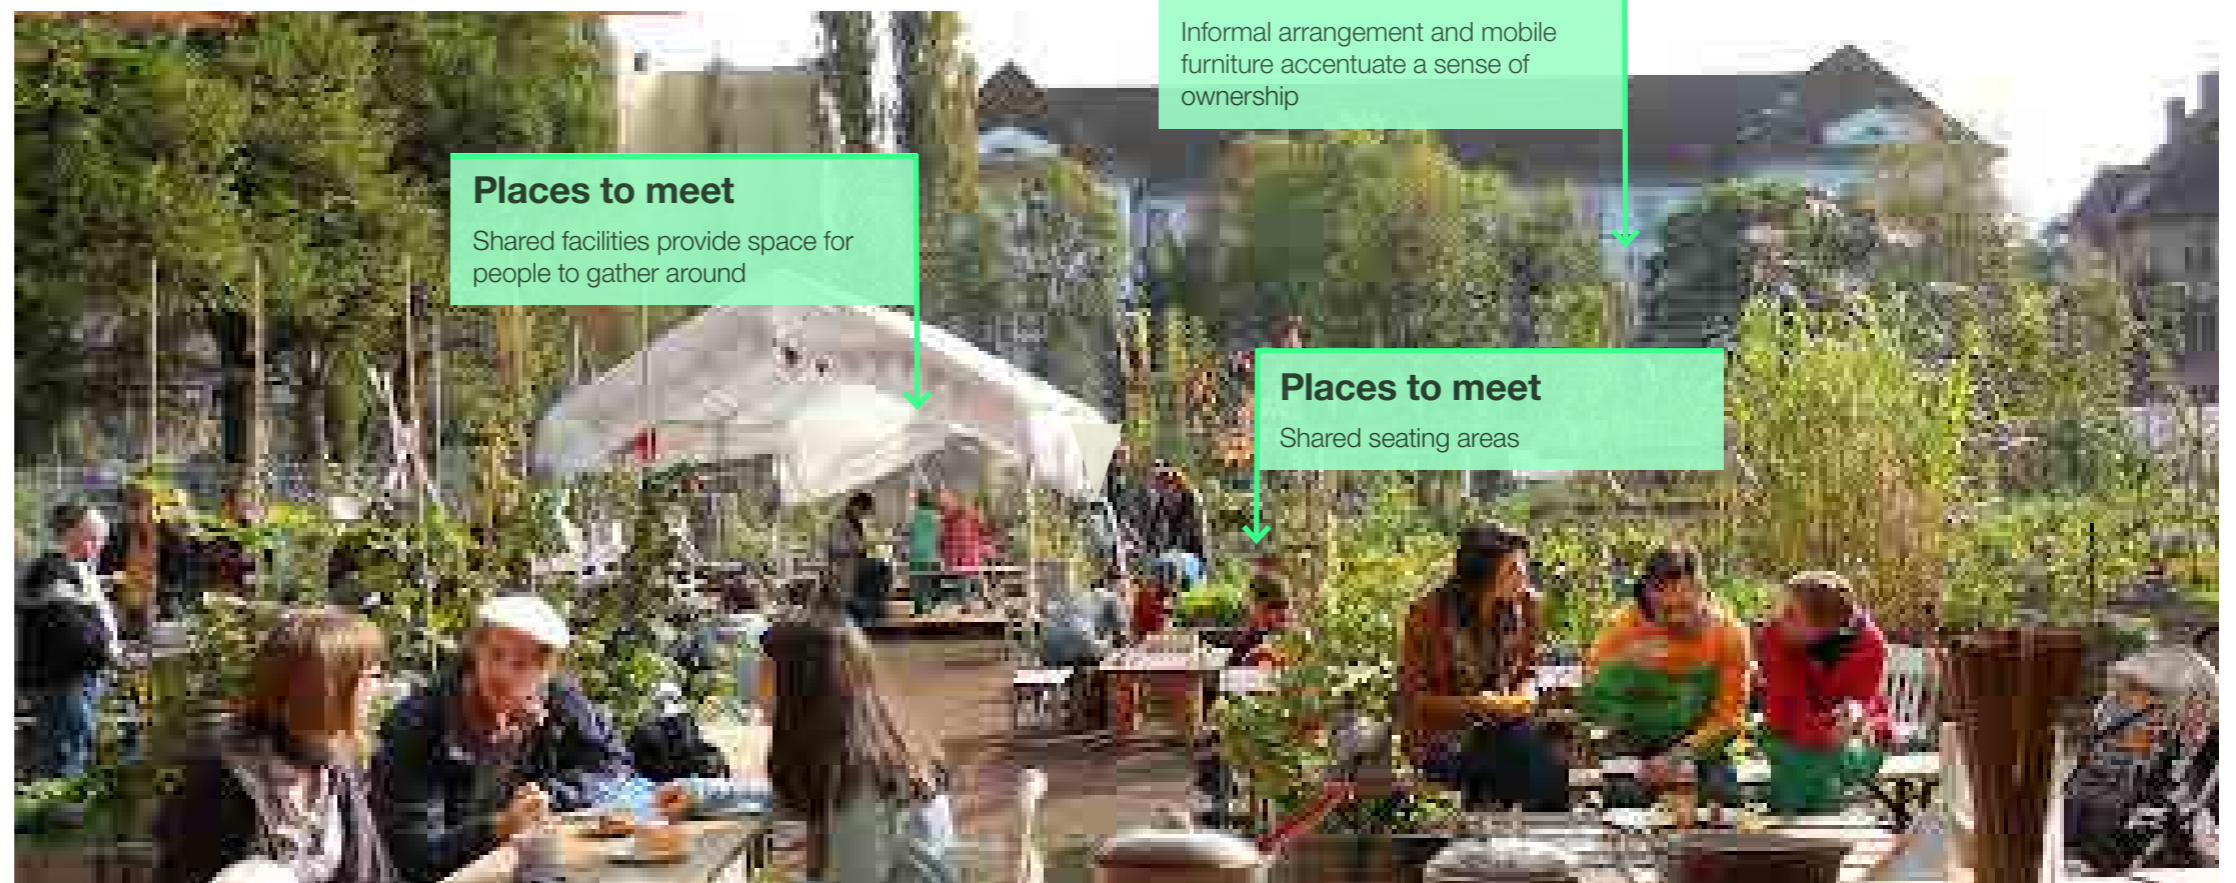 Informal arrangement and mobile
furniture accentuate a sense of
ownership
Places to meet
Shared facilities provide space for
people to gather around
Places to meet
Shared seating areas